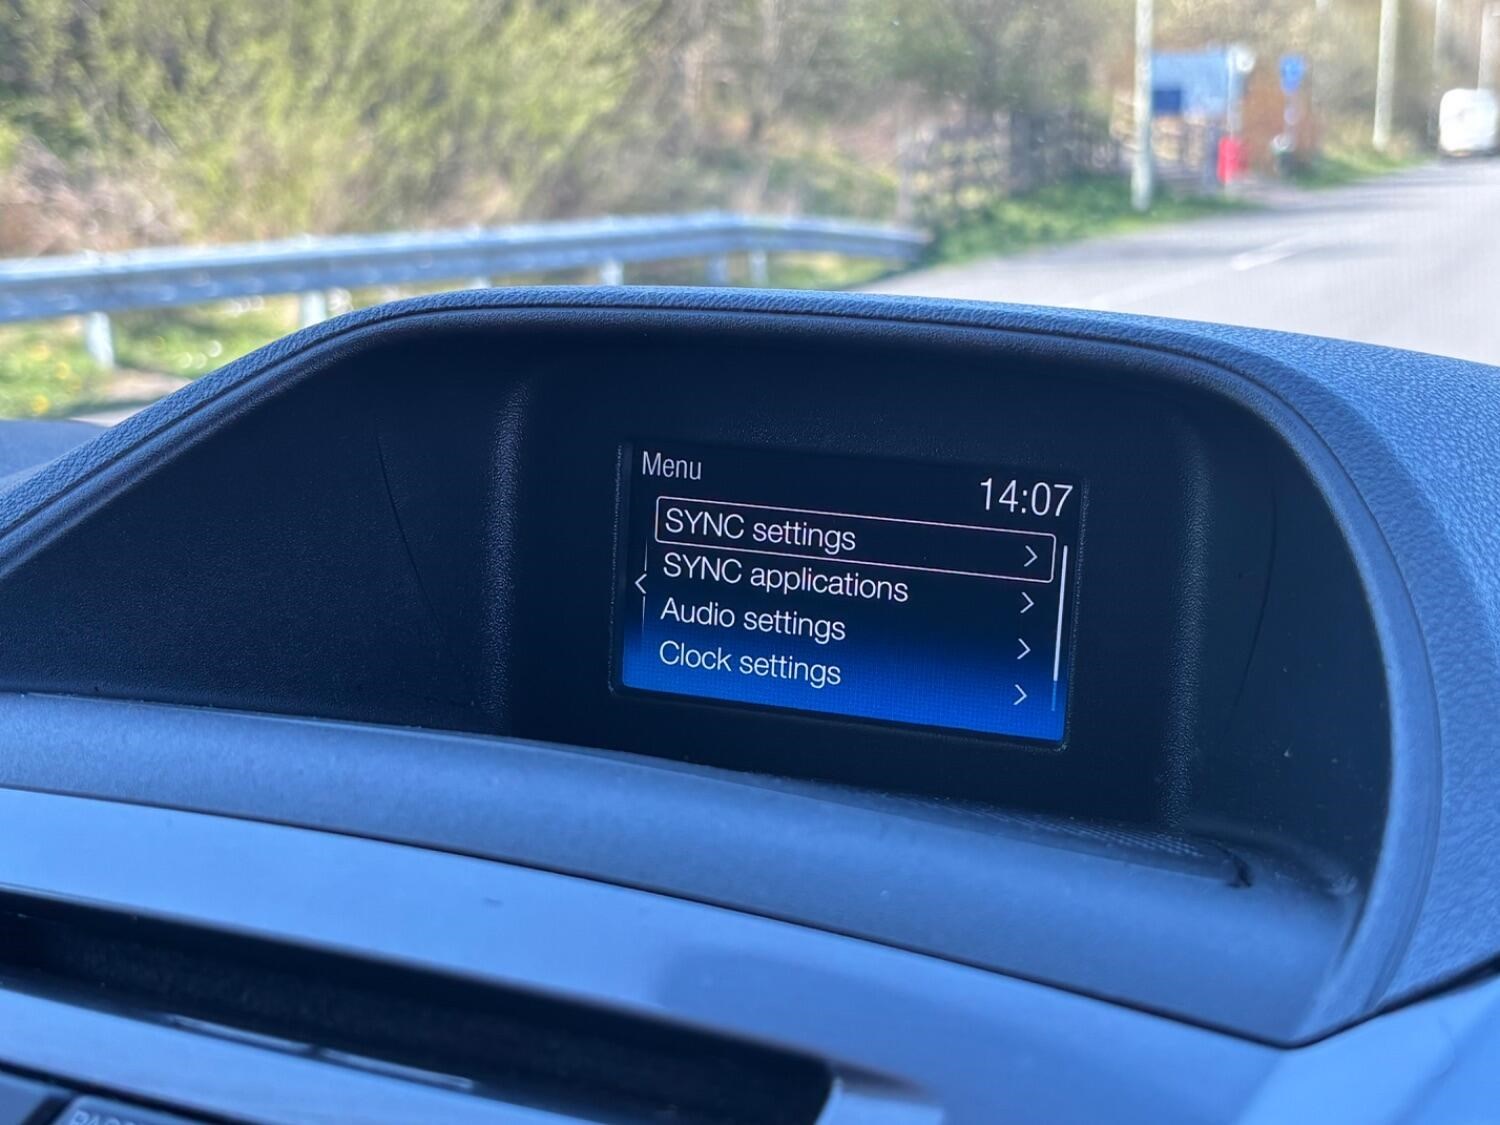 Menu
14:07
SYNC settings
SYNC applications
Audio settings
Clock settings